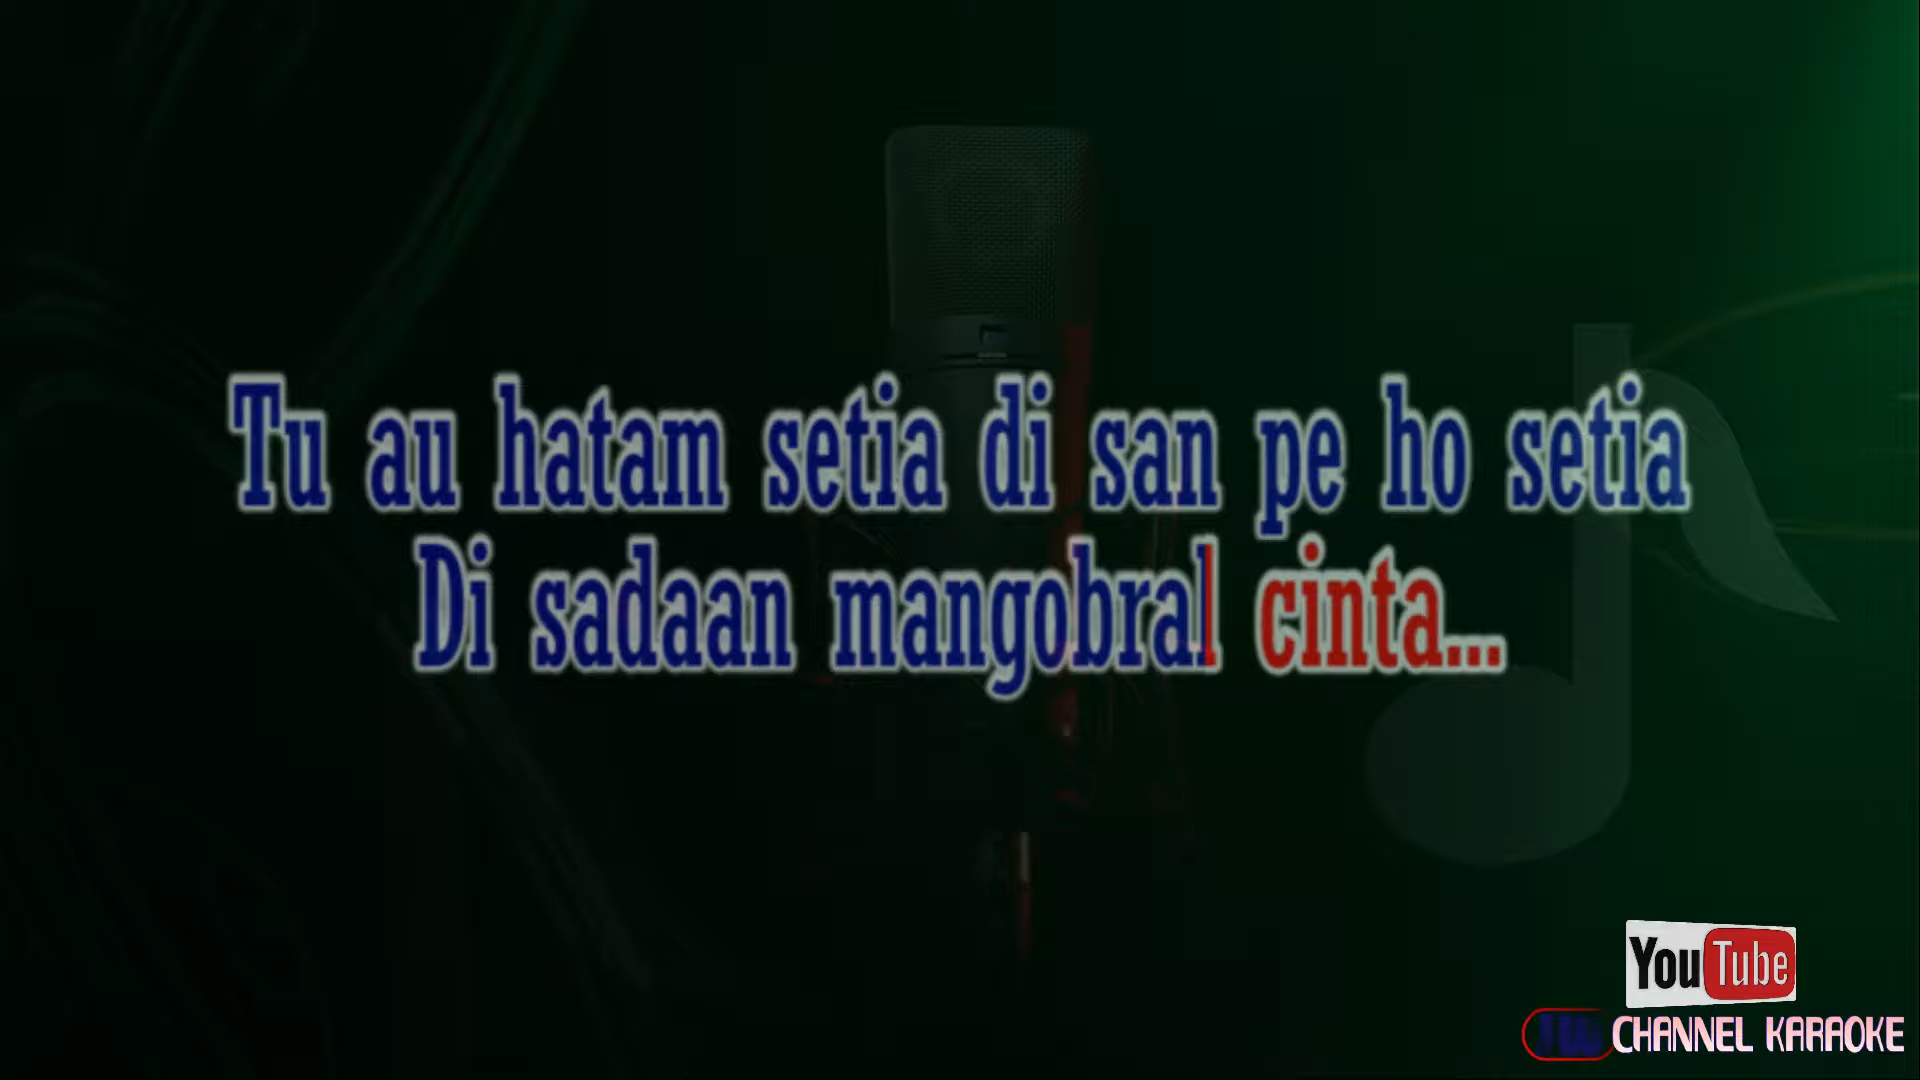 Tu au hatam setia di san pe ho setia
Di sadaan mangobral cinta...
YouTube
CHANNEL KARAOKE